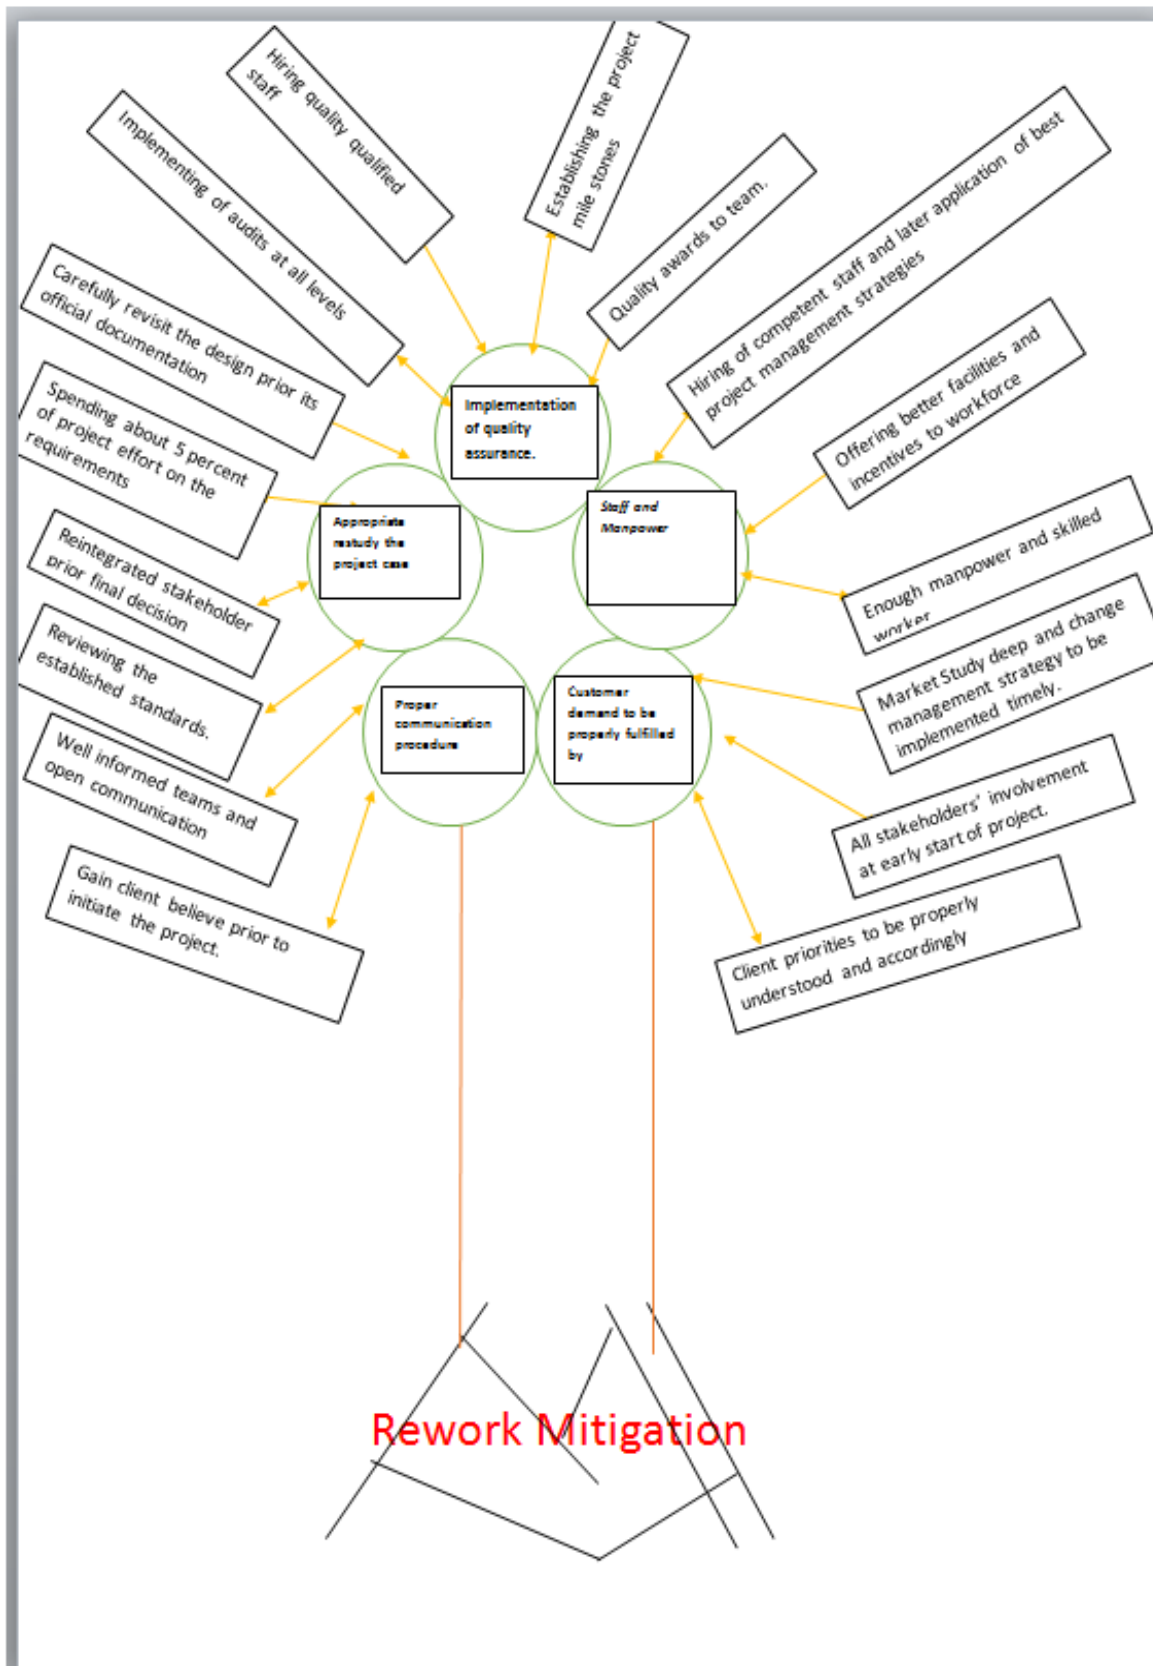 Hiring quality qualified
staff
Establishing the project
mile stones
Implementing of audits at all levels
Quality awards to team.
Hiring of competent staff and later application of best
project management strategies
Carefully revisit the design prior its
official documentation
Offering better facilities and
incentives to workforce
Spending about 5 percent
of project effort on the
requirements
Implementation
of quality
assurance.
Staff and
Manpower
Appropriate
restudy the
project case
Enough manpower and skilled
worker
Reintegrated stakeholder
prior final decision
Reviewing the
established standards.
Market Study deep and change
management strategy to be
implemented timely.
Proper
communication
procedure
Customer
demand to be
properly fulfilled
by
Well informed teams and
open communication
All stakeholders’ involvement
at early start of project.
Gain client believe prior to
initiate the project.
Client priorities to be properly
understood and accordingly
Rework Mitigation